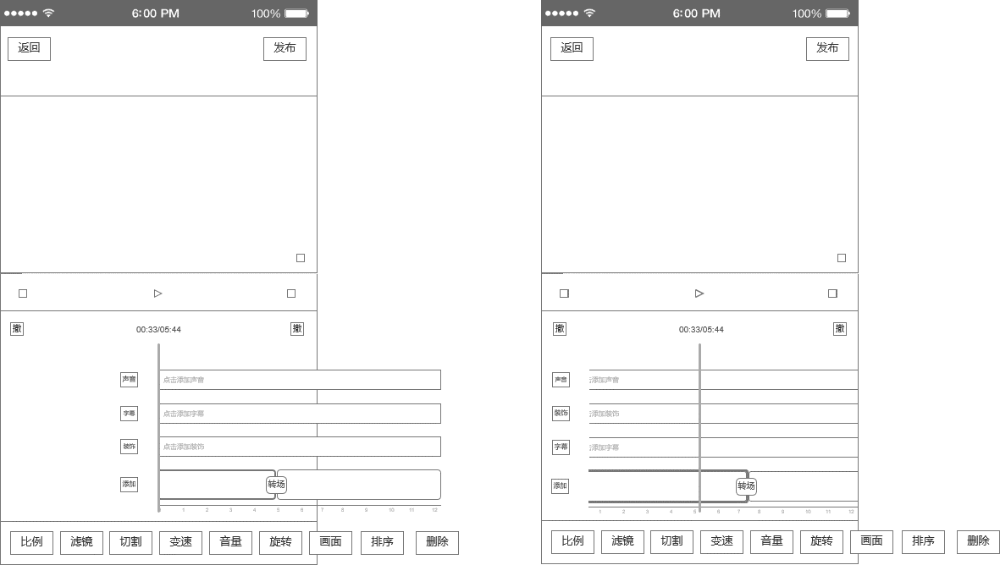 6:00 PM 100%
返回 发布
撤 00:33/05:44 撤
声音 点击添加声音
字幕 点击添加字幕
装饰 点击添加装饰
添加 转场
1 2 3 4 5 6 7 8 9 10 11 12
比例 滤镜 切割 变速 音量 旋转 画面 排序 删除
6:00 PM 100%
返回 发布
撤 00:33/05:44 撤
声音 击添加声音
装饰 击添加装饰
字幕 击添加字幕
添加 转场
1 2 3 4 5 6 7 8 9 10 11 12
比例 滤镜 切割 变速 音量 旋转 画面 排序 删除